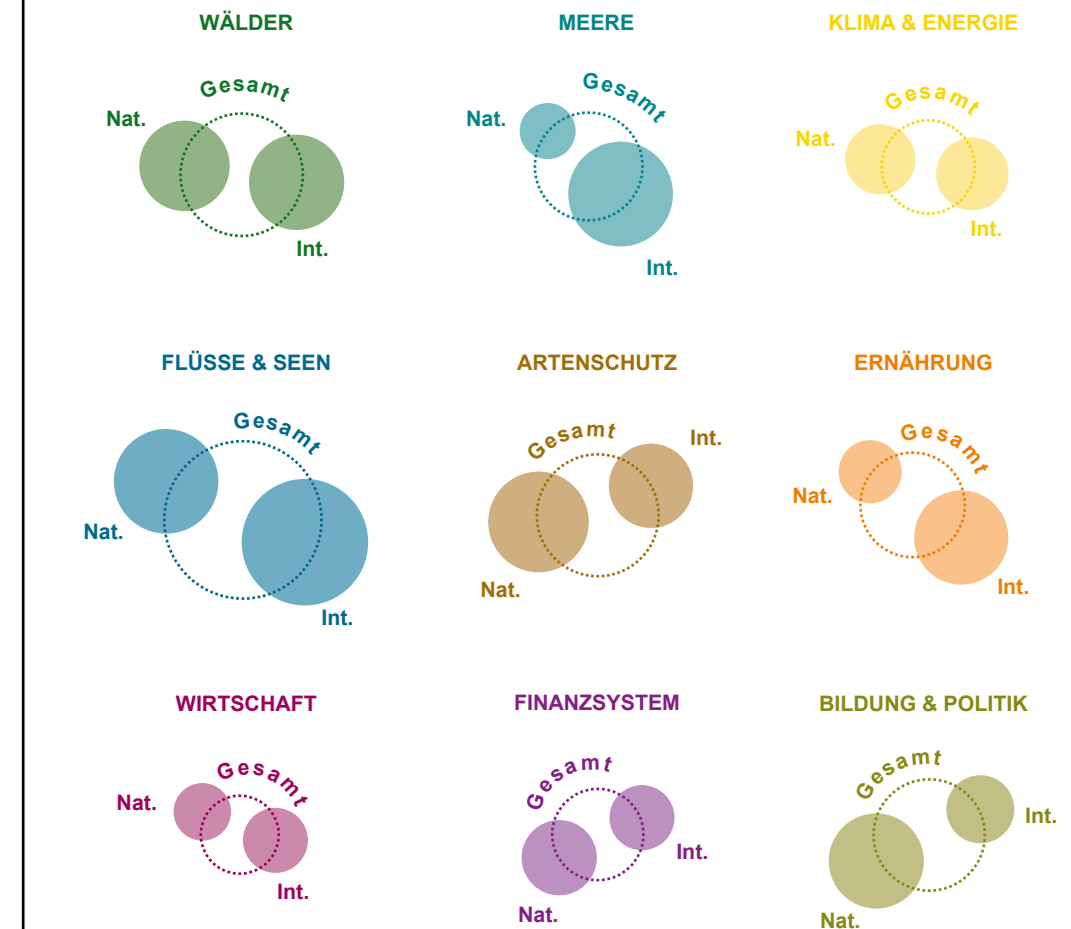 WÄLDER
Gesamt
Nat.
Int.
MEERE
Gesamt
Nat.
Int.
KLIMA & ENERGIE
Gesamt
Nat.
Int.
FLÜSSE & SEEN
Gesamt
Nat.
Int.
ARTENSCHUTZ
Gesamt
Int.
Nat.
ERNÄHRUNG
Gesamt
Nat.
Int.
WIRTSCHAFT
Gesamt
Nat.
Int.
FINANZSYSTEM
Gesamt
Int.
Nat.
BILDUNG & POLITIK
Gesamt
Int.
Nat.